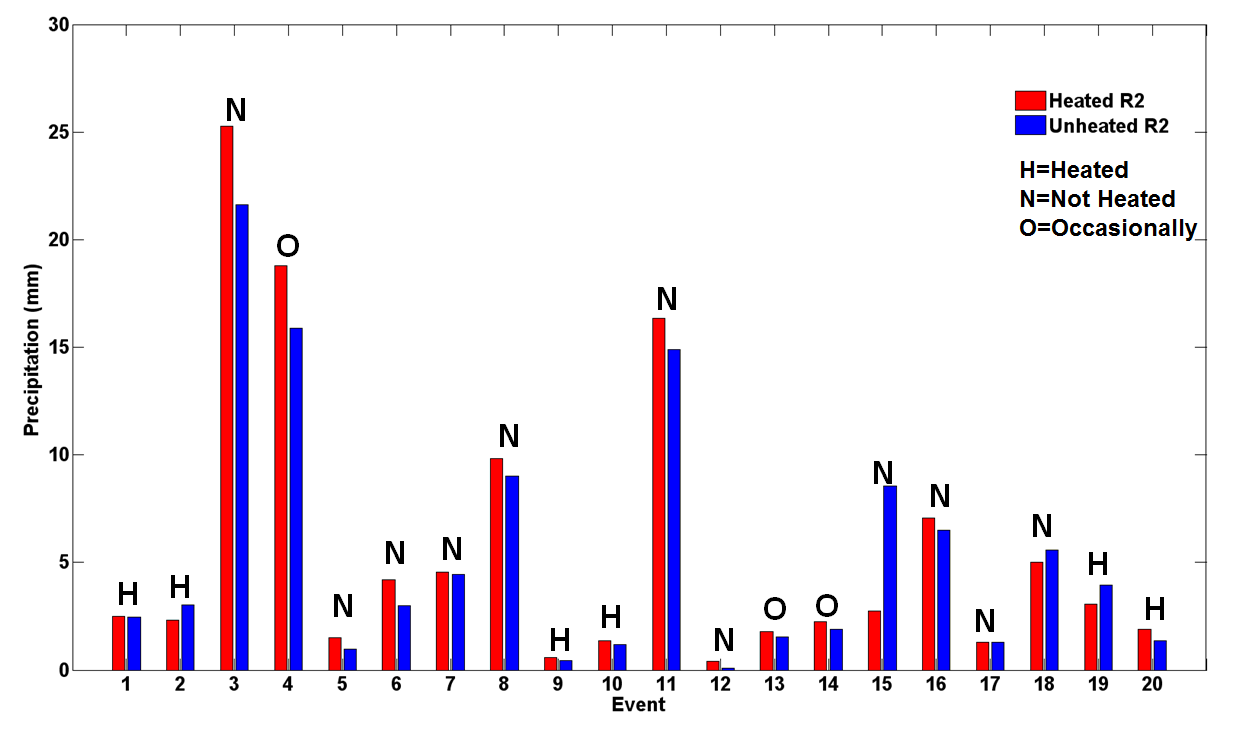 30
25
20
15
10
5
0
Precipitation (mm)
Heated R2
Unheated R2
H=Heated
N=Not Heated
O=Occasionally
H H N O N N N N H H N N O O N N N N H H
1 2 3 4 5 6 7 8 9 10 11 12 13 14 15 16 17 18 19 20
Event